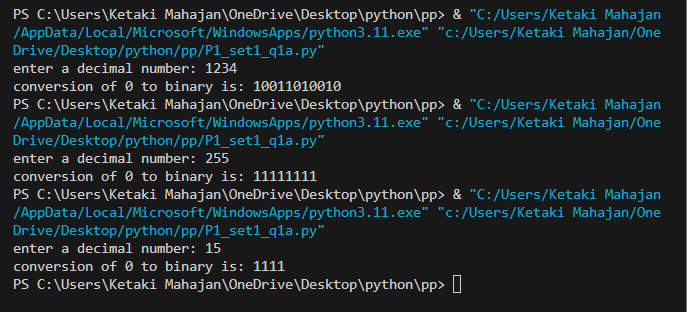 PS C:\Users\Ketaki Mahajan\OneDrive\Desktop\python\pp> & "C:/Users/Ketaki Mahajan
/AppData/Local/Microsoft/WindowsApps/python3.11.exe" "c:/Users/Ketaki Mahajan/One
Drive/Desktop/python/pp/P1_set1_q1a.py"
enter a decimal number: 1234
conversion of 0 to binary is: 10011010010
PS C:\Users\Ketaki Mahajan\OneDrive\Desktop\python\pp> & "C:/Users/Ketaki Mahajan
/AppData/Local/Microsoft/WindowsApps/python3.11.exe" "c:/Users/Ketaki Mahajan/One
Drive/Desktop/python/pp/P1_set1_q1a.py"
enter a decimal number: 255
conversion of 0 to binary is: 11111111
PS C:\Users\Ketaki Mahajan\OneDrive\Desktop\python\pp> & "C:/Users/Ketaki Mahajan
/AppData/Local/Microsoft/WindowsApps/python3.11.exe" "c:/Users/Ketaki Mahajan/One
Drive/Desktop/python/pp/P1_set1_q1a.py"
enter a decimal number: 15
conversion of 0 to binary is: 1111
PS C:\Users\Ketaki Mahajan\OneDrive\Desktop\python\pp>